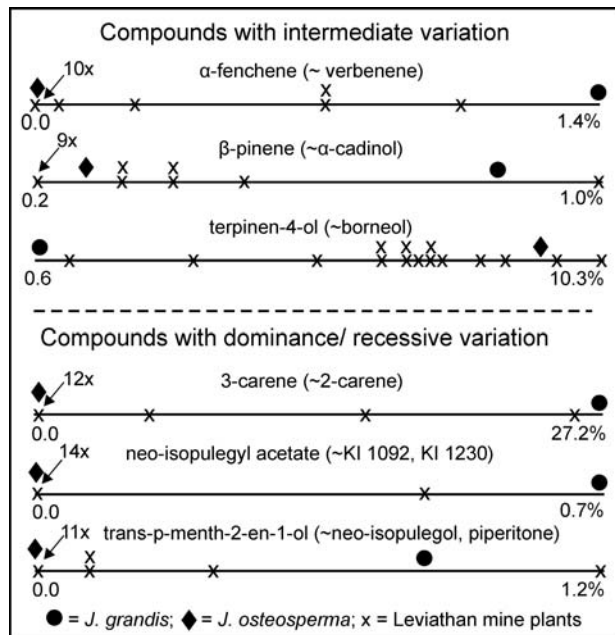 Compounds with intermediate variation
10x
α-fenchene (~ verbenene)
x
x x x x x
0.0 1.4%
9x
β-pinene (~α-cadinol)
x x
x x x x x
0.2 1.0%
terpinen-4-ol (~borneol)
x x x
x x x x x x x x x x x x
0.6 10.3%
Compounds with dominance/ recessive variation
12x
3-carene (~2-carene)
x x x x
0.0 27.2%
14x
neo-isopulegyl acetate (~KI 1092, KI 1230)
x x
0.0 0.7%
11x
trans-p-menth-2-en-1-ol (~neo-isopulegol, piperitone)
x
x x x x
0.0 1.2%
= J. grandis; = J. osteosperma; x = Leviathan mine plants